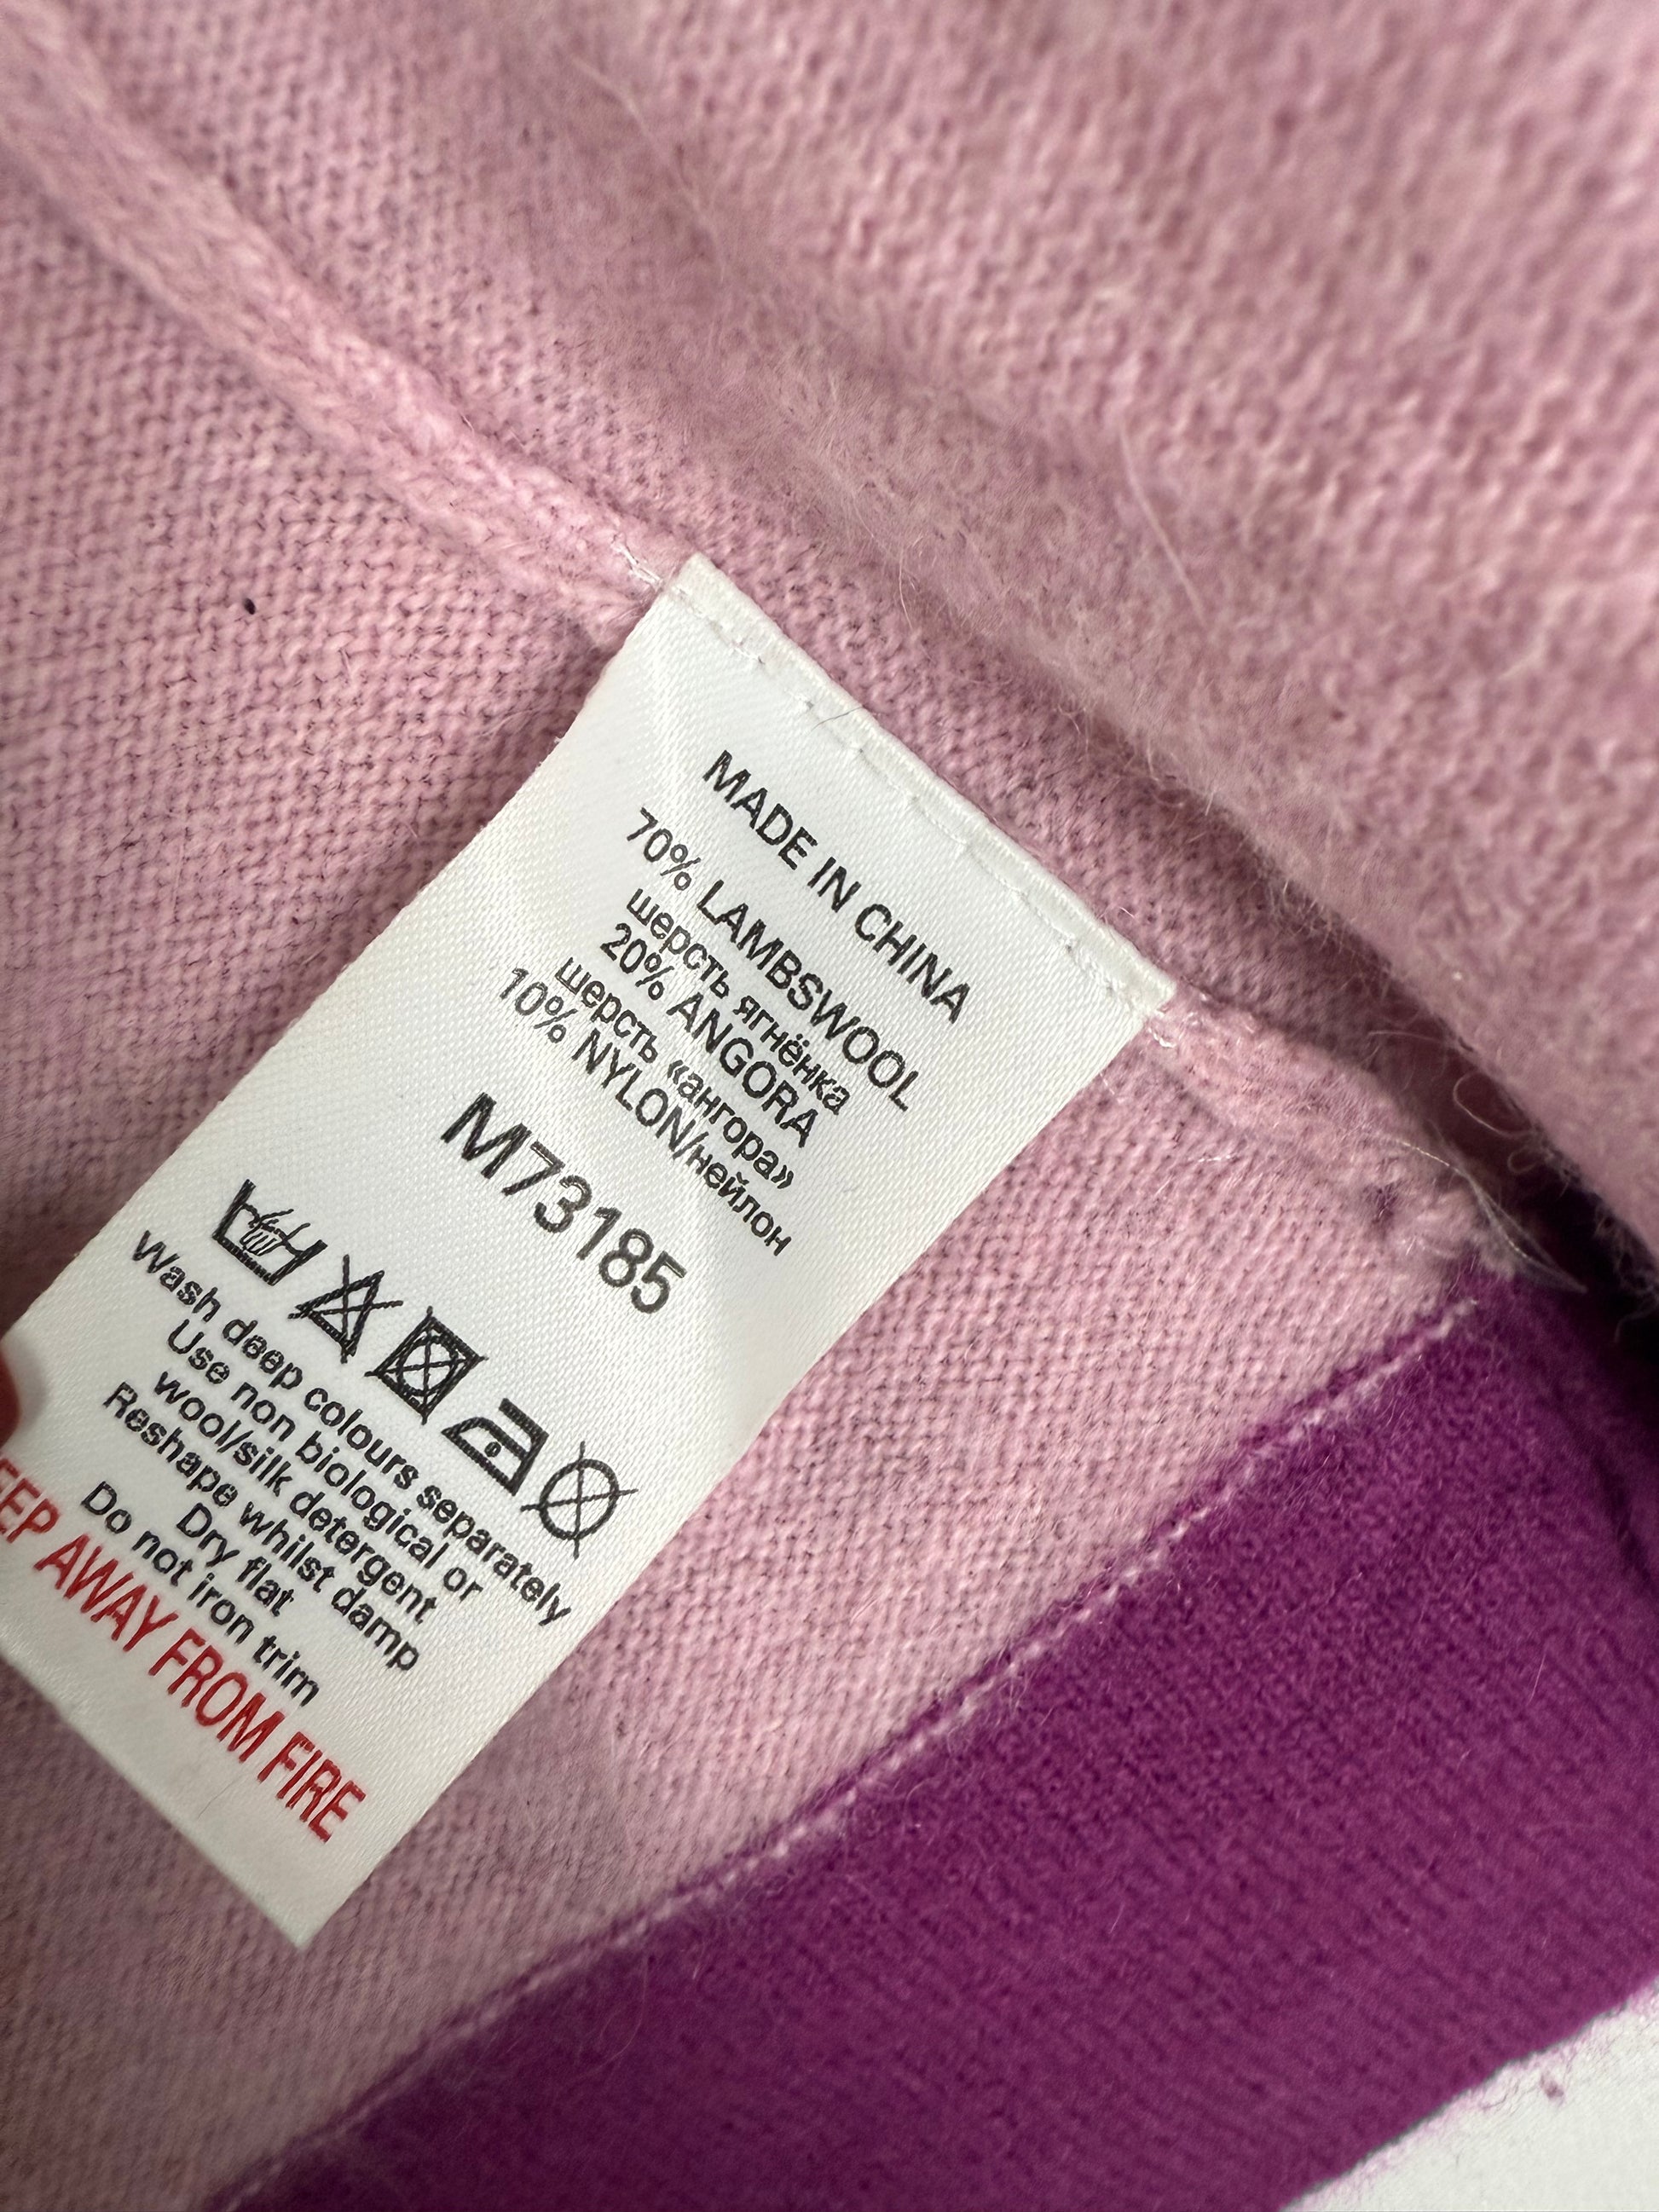 MADE IN CHINA
70% LAMBSWOOL
шерсть ягнёнка
20% ANGORA
шерсть «ангора»
10% NYLON/нейлон
M73185
Wash deep colours separately
Use non biological or
wool/silk detergent
Reshape whilst damp
Dry flat
Do not iron trim
EEP AWAY FROM FIRE